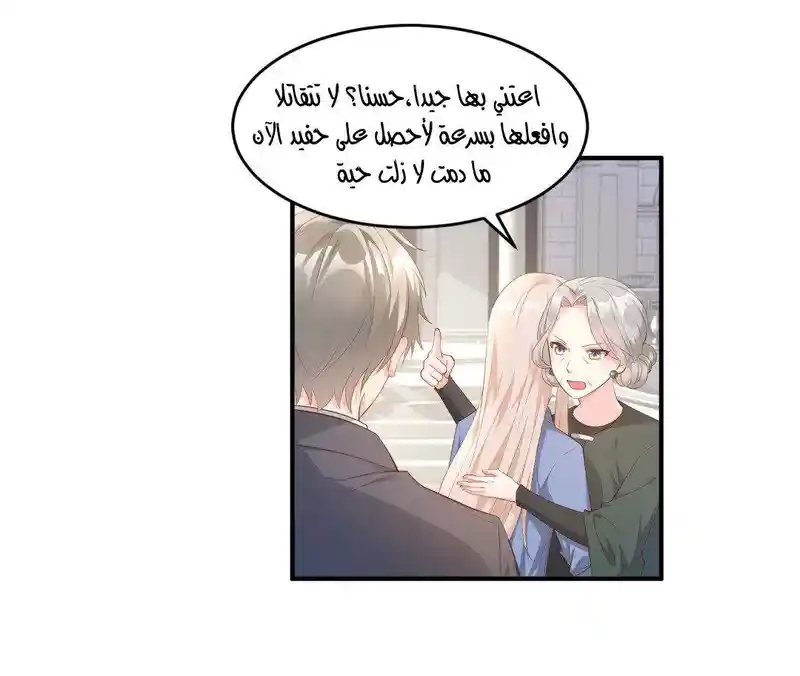 اعتني بها جيدا،حسنا؟ لا تتقاتلا
وافعلها بسرعة لأحصل على حفيد الآن
ما دمت لا زلت حية